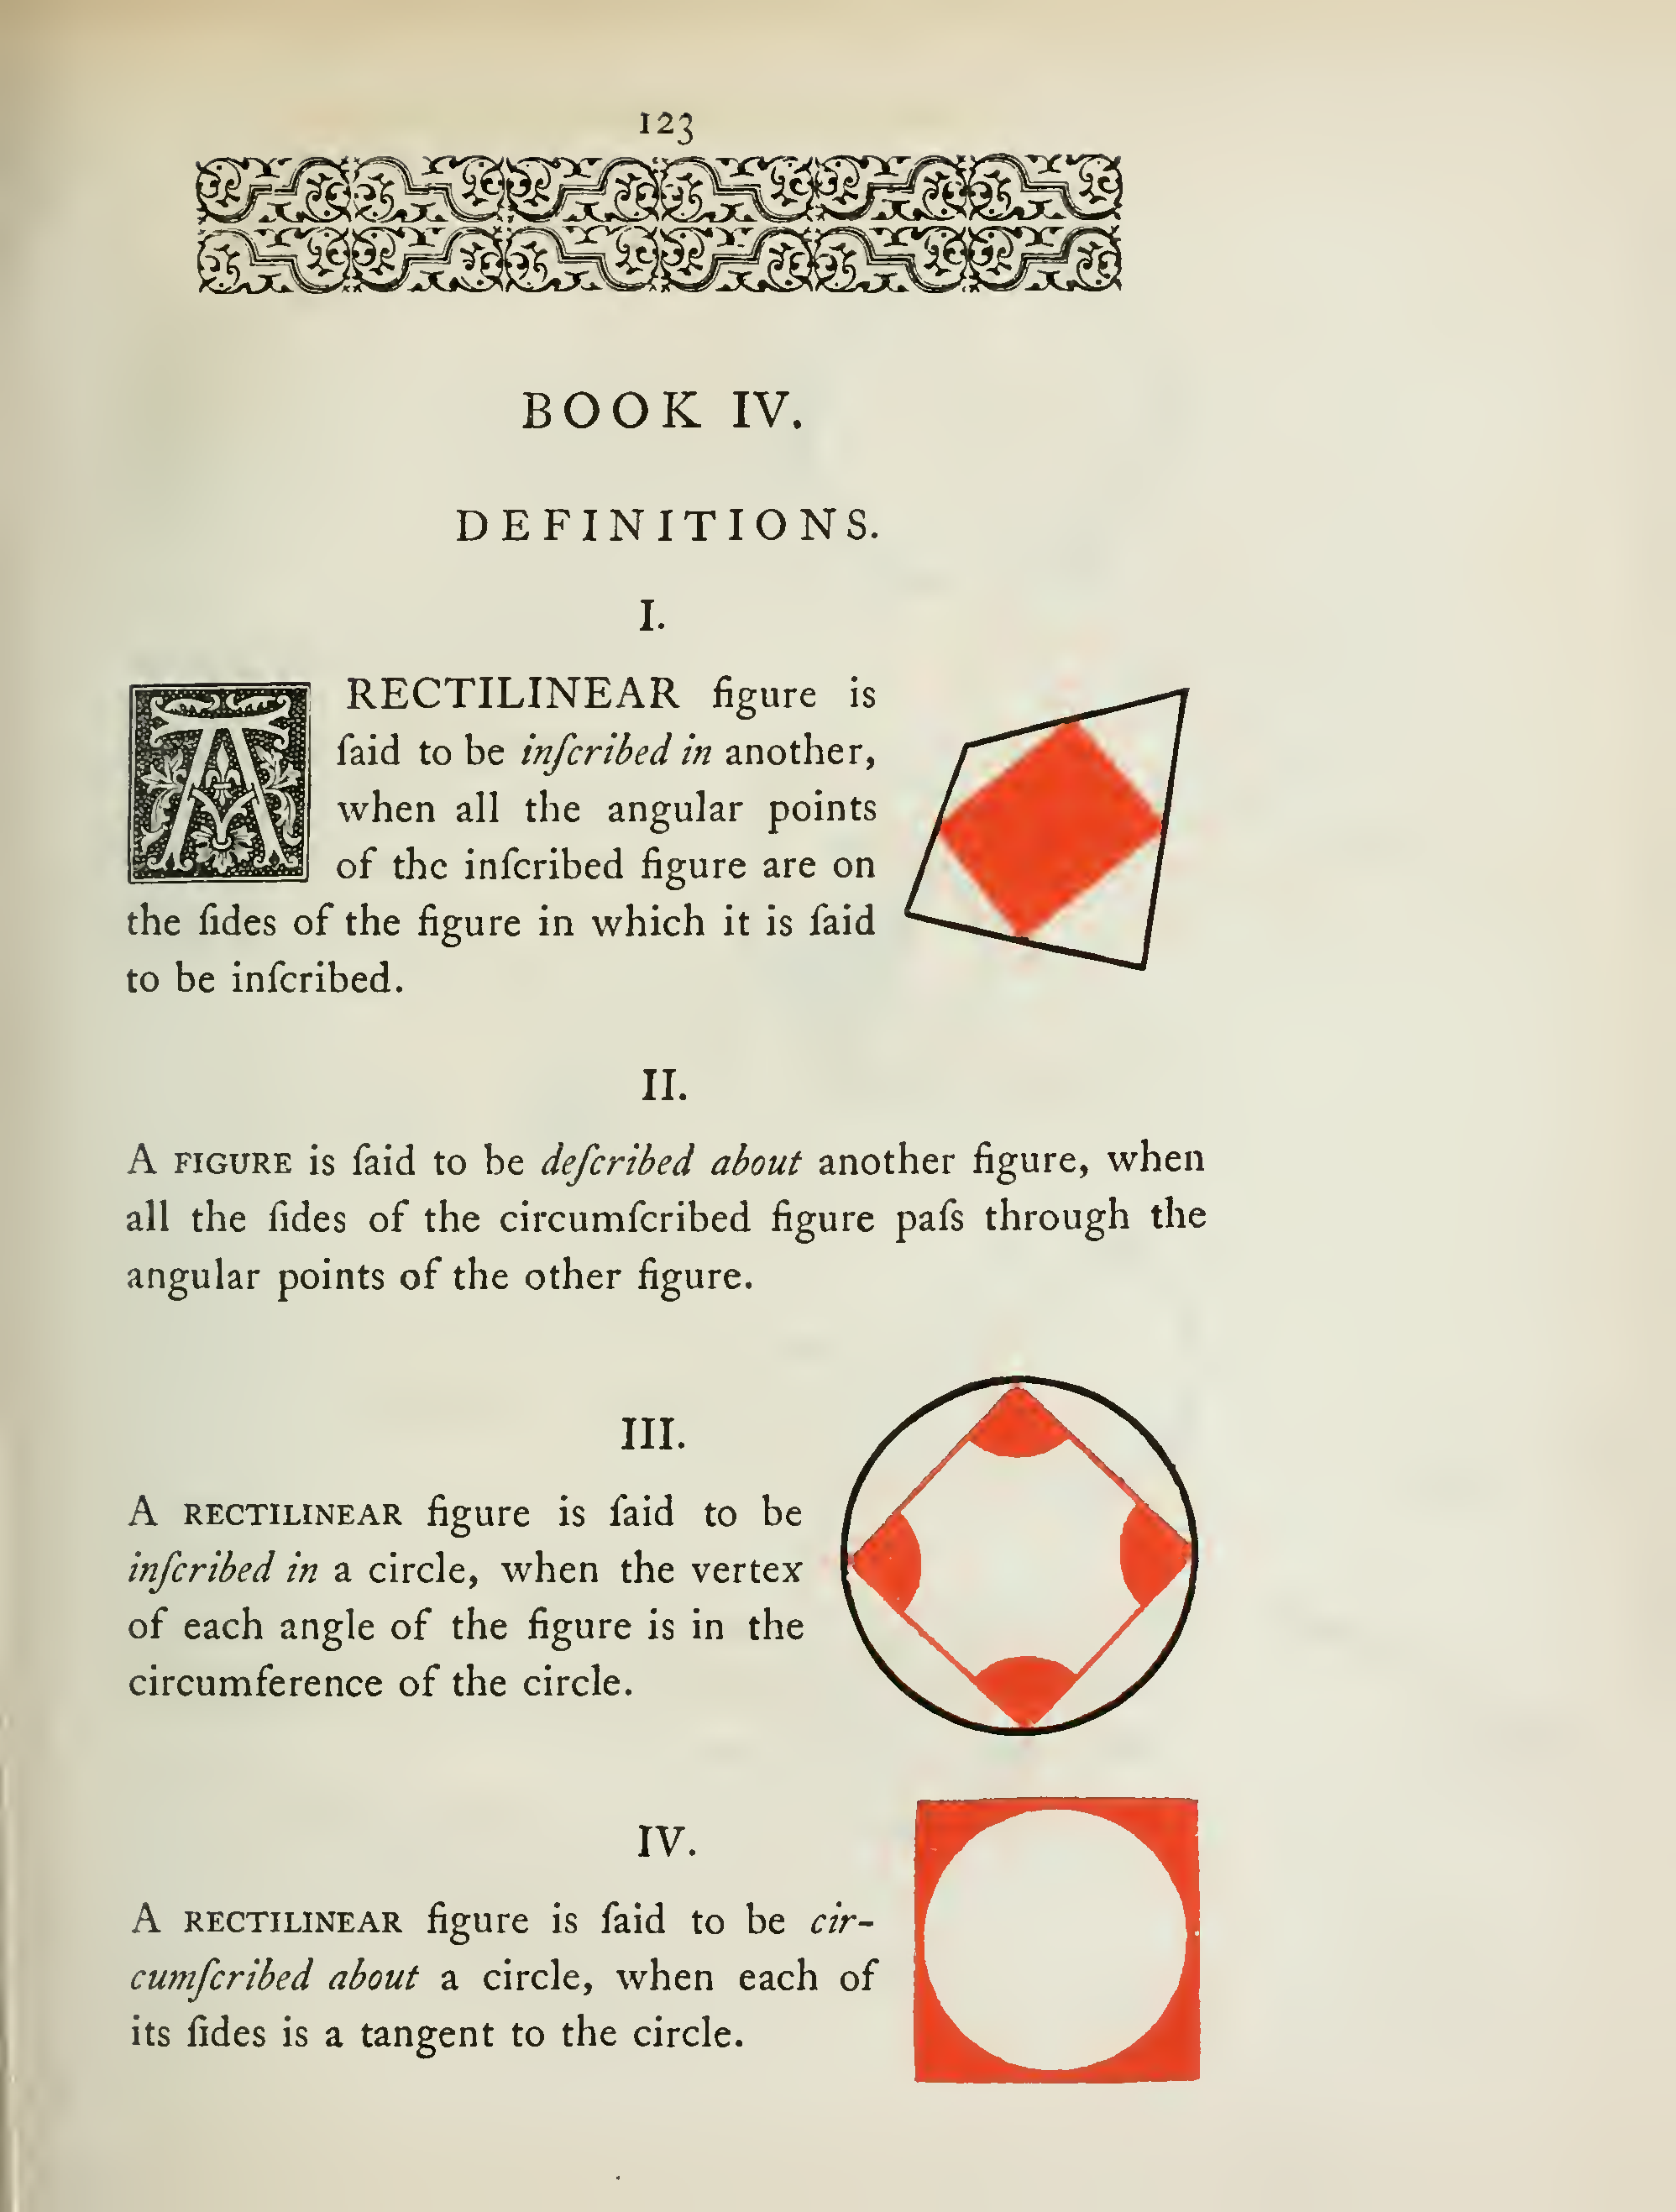 123
BOOK IV.
DEFINITIONS.
I.
A RECTILINEAR figure is
ſaid to be inſcribed in another,
when all the angular points
of the inſcribed figure are on
the ſides of the figure in which it is ſaid
to be inſcribed.
II.
A FIGURE is ſaid to be deſcribed about another figure, when
all the ſides of the circumſcribed figure paſs through the
angular points of the other figure.
III.
A RECTILINEAR figure is ſaid to be
inſcribed in a circle, when the vertex
of each angle of the figure is in the
circumference of the circle.
IV.
A RECTILINEAR figure is ſaid to be cir-
cumſcribed about a circle, when each of
its ſides is a tangent to the circle.